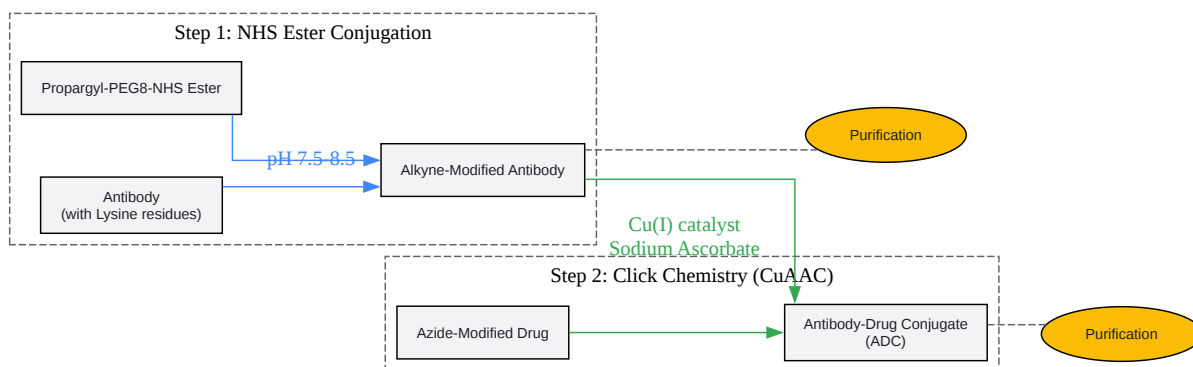 Step 1: NHS Ester Conjugation
Propargyl-PEG8-NHS Ester
pH 7.5-8.5
Antibody
(with Lysine residues)
Alkyne-Modified Antibody
Purification
Cu(I) catalyst
Sodium Ascorbate
Step 2: Click Chemistry (CuAAC)
Azide-Modified Drug
Antibody-Drug Conjugate
(ADC)
Purification